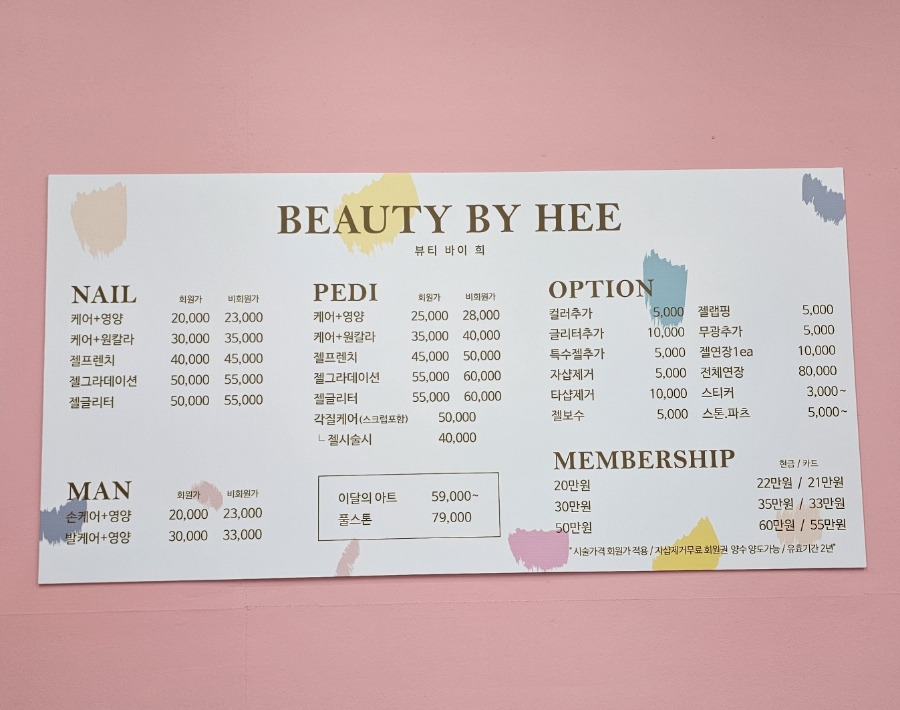 BEAUTY BY HEE
뷰티 바이 희
NAIL 회원가 비회원가
케어+영양 20,000 23,000
케어+원칼라 30,000 35,000
젤프렌치 40,000 45,000
젤그라데이션 50,000 55,000
젤글리터 50,000 55,000
MAN 회원가 비회원가
손케어+영양 20,000 23,000
발케어+영양 30,000 33,000
PEDI 회원가 비회원가
케어+영양 25,000 28,000
케어+원칼라 35,000 40,000
젤프렌치 45,000 50,000
젤그라데이션 55,000 60,000
젤글리터 55,000 60,000
각질케어(스크럽포함) 50,000
└ 젤시술시 40,000
이달의 아트 59,000~
풀스톤 79,000
OPTION
컬러추가 5,000 젤랩핑 5,000
글리터추가 10,000 무광추가 5,000
특수젤추가 5,000 젤연장1ea 10,000
자샵제거 5,000 전체연장 80,000
타샵제거 10,000 스티커 3,000~
젤보수 5,000 스톤.파츠 5,000~
MEMBERSHIP 현금 / 카드
20만원 22만원 / 21만원
30만원 35만원 / 33만원
50만원 60만원 / 55만원
"시술가격 회원가 적용 / 자샵제거무료 회원권 양수양도가능 / 유효기간 2년"